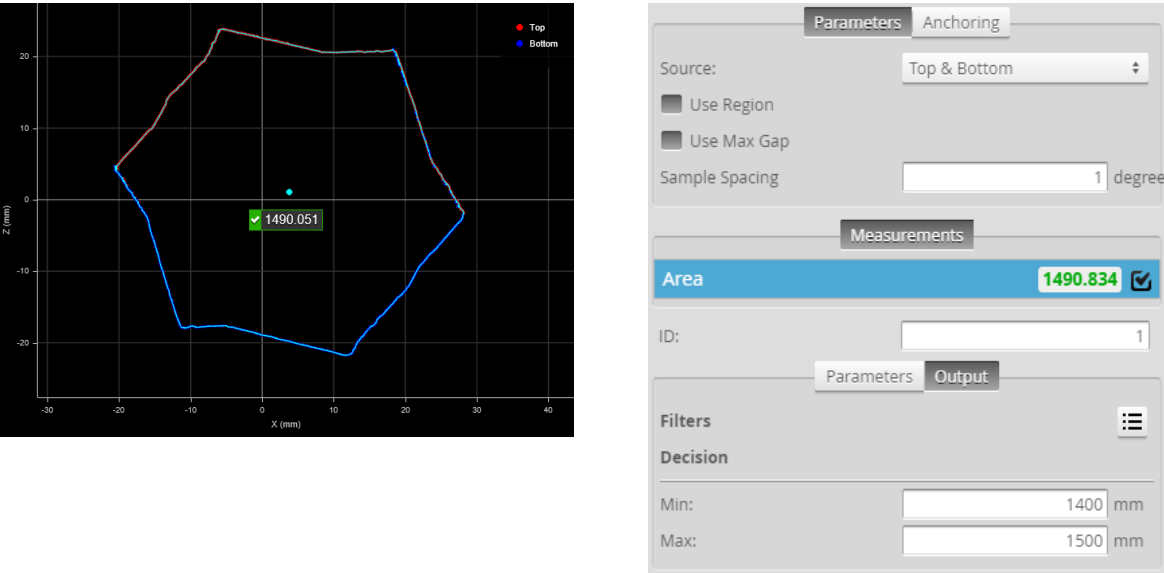 Top
Bottom
20
10
0
-10
-20
Z (mm)
1490.051
-30 -20 -10 0 10 20 30 40
X (mm)
Parameters Anchoring
Source: Top & Bottom
Use Region
Use Max Gap
Sample Spacing 1 degree
Measurements
Area 1490.834
ID: 1
Parameters Output
Filters
Decision
Min: 1400 mm
Max: 1500 mm